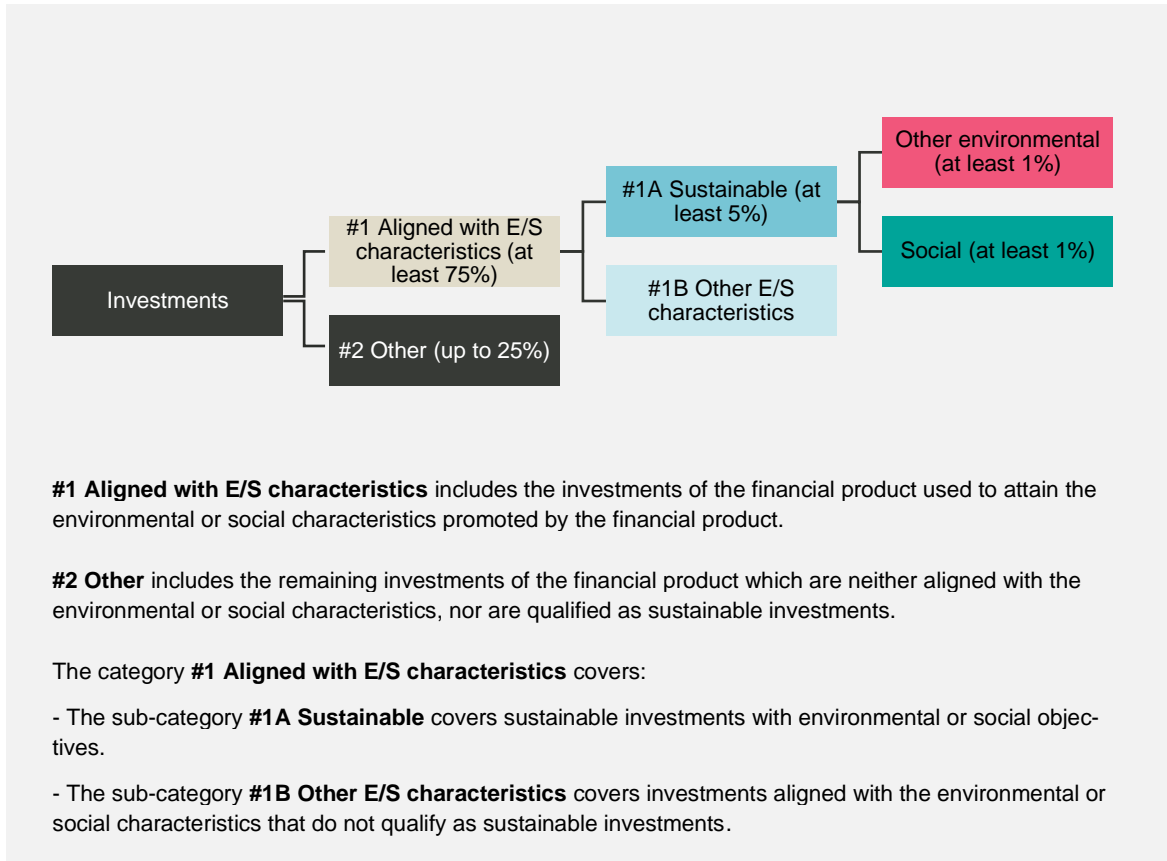 Other environmental
(at least 1%)
#1A Sustainable (at
least 5%)
#1 Aligned with E/S
characteristics (at
least 75%)
Social (at least 1%)
Investments
#1B Other E/S
characteristics
#2 Other (up to 25%)
#1 Aligned with E/S characteristics includes the investments of the financial product used to attain the
environmental or social characteristics promoted by the financial product.
#2 Other includes the remaining investments of the financial product which are neither aligned with the
environmental or social characteristics, nor are qualified as sustainable investments.
The category #1 Aligned with E/S characteristics covers:
- The sub-category #1A Sustainable covers sustainable investments with environmental or social objec-
tives.
- The sub-category #1B Other E/S characteristics covers investments aligned with the environmental or
social characteristics that do not qualify as sustainable investments.